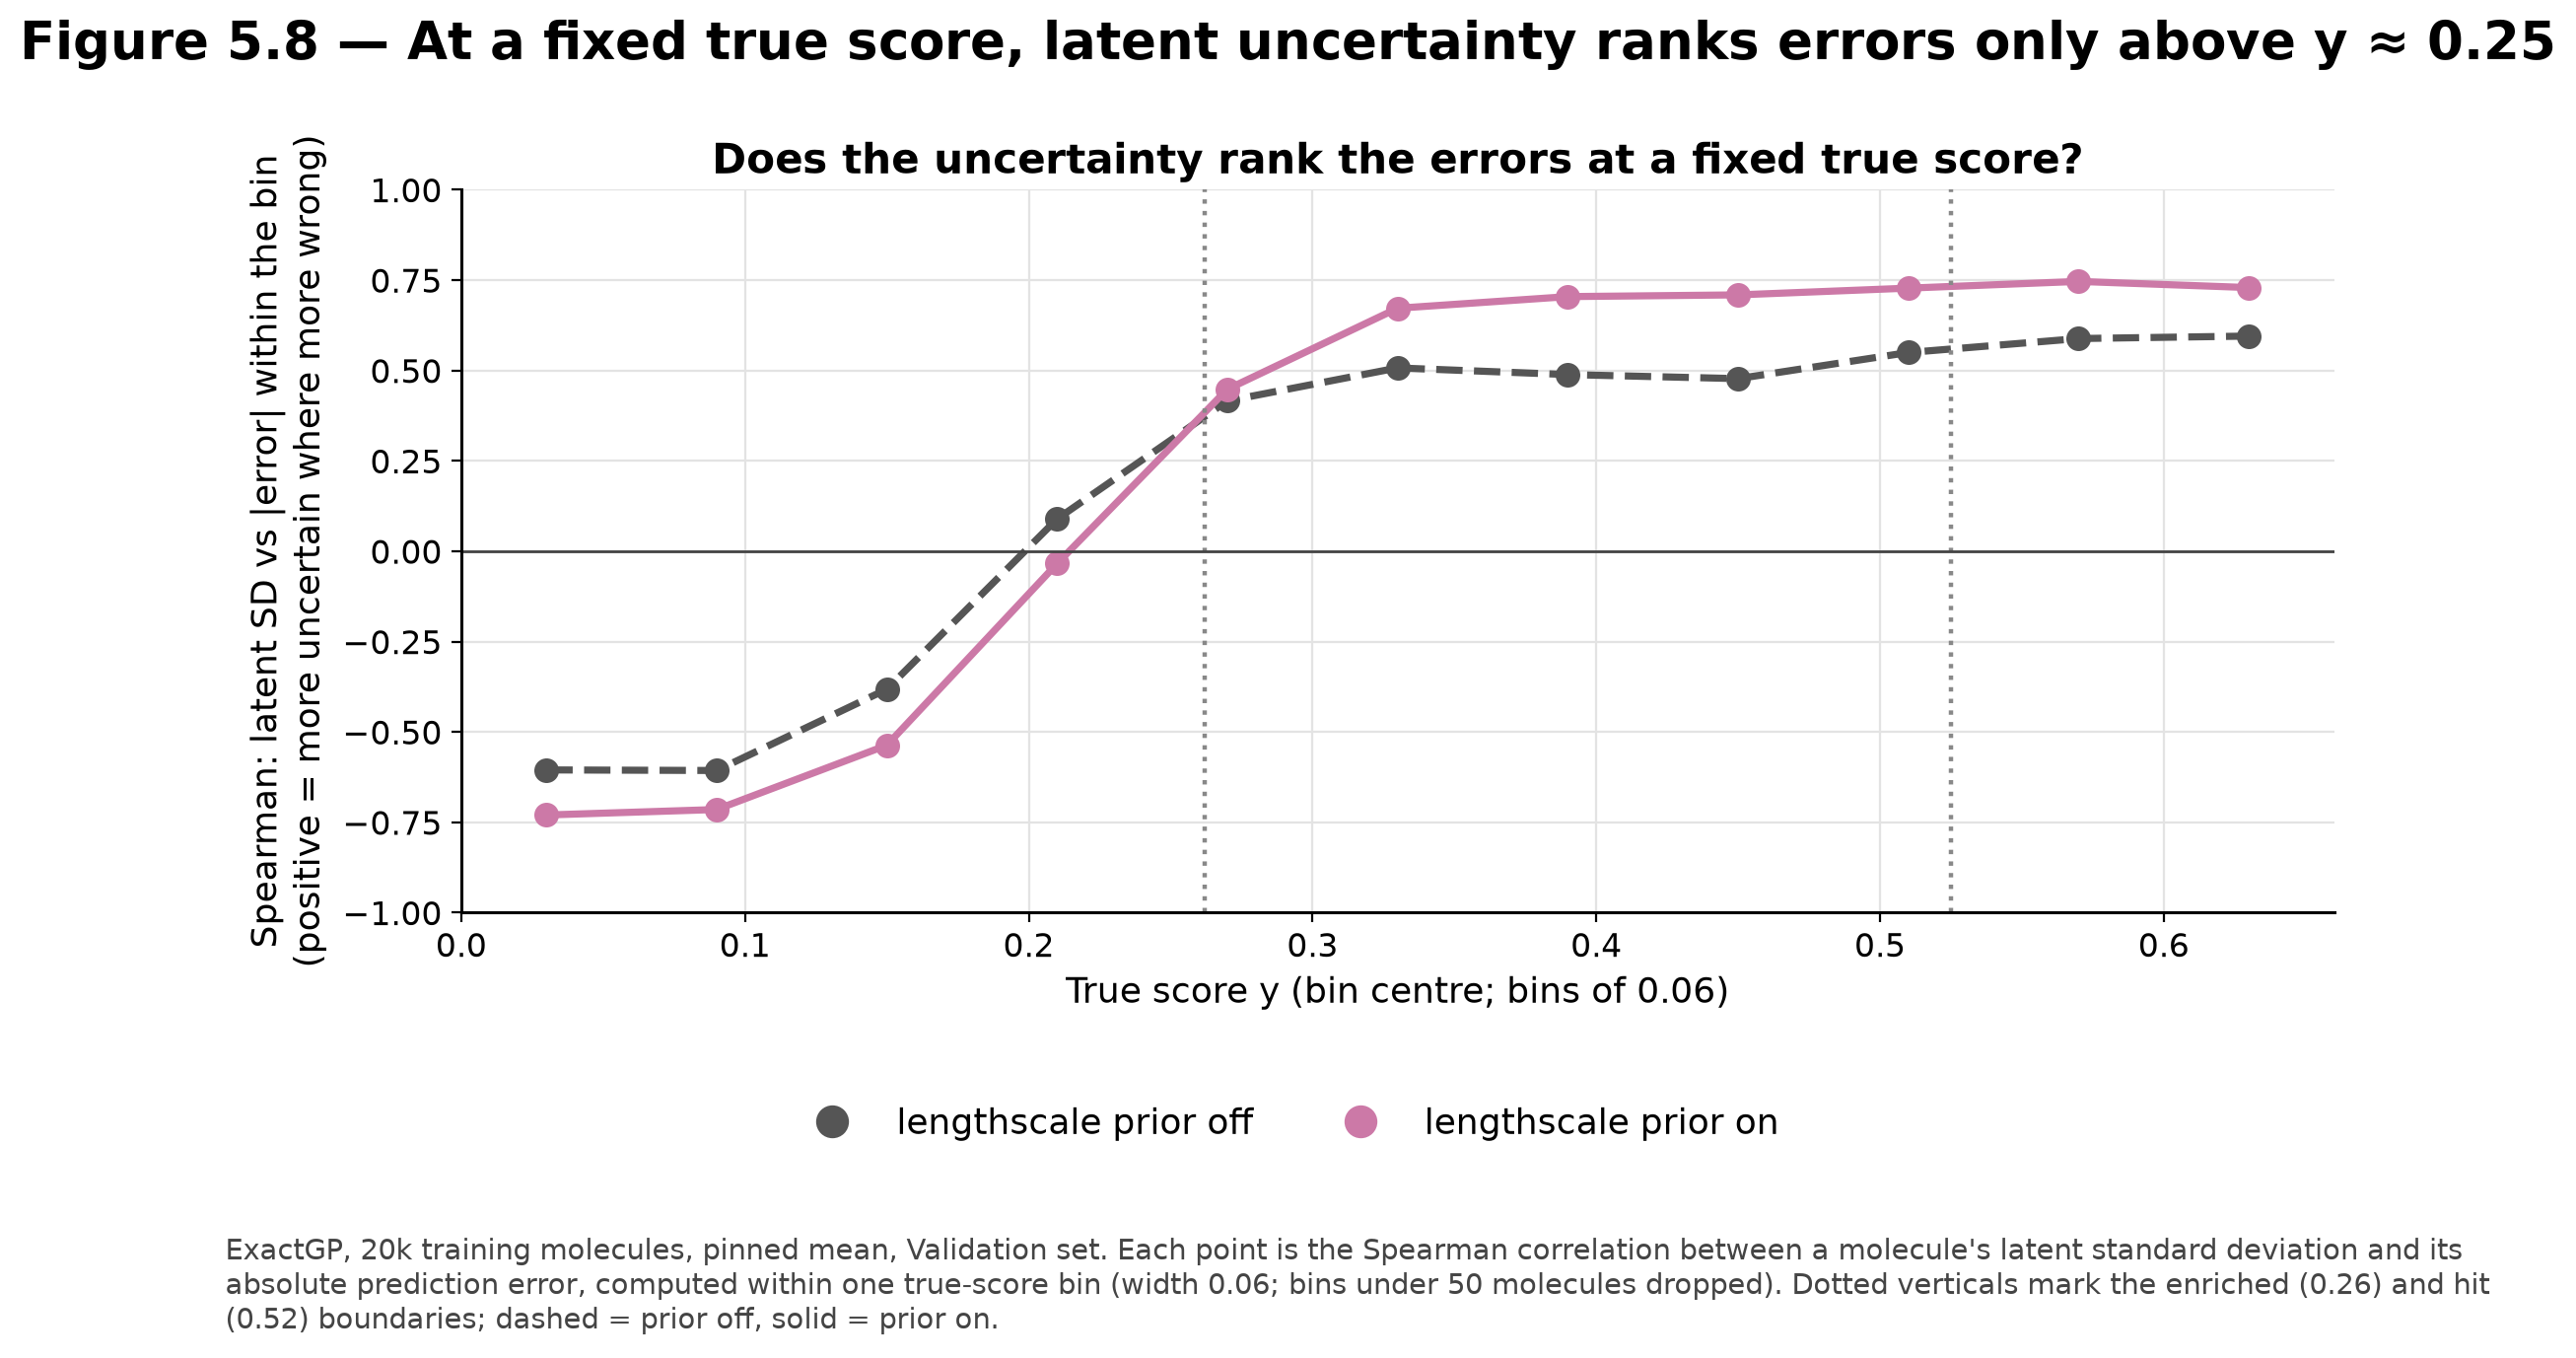 Figure 5.8 — At a fixed true score, latent uncertainty ranks errors only above y ≈ 0.25
Does the uncertainty rank the errors at a fixed true score?
Spearman: latent SD vs |error| within the bin
(positive = more uncertain where more wrong)
1.00
0.75
0.50
0.25
0.00
−0.25
−0.50
−0.75
−1.00
0.0 0.1 0.2 0.3 0.4 0.5 0.6
True score y (bin centre; bins of 0.06)
lengthscale prior off lengthscale prior on
ExactGP, 20k training molecules, pinned mean, Validation set. Each point is the Spearman correlation between a molecule's latent standard deviation and its
absolute prediction error, computed within one true-score bin (width 0.06; bins under 50 molecules dropped). Dotted verticals mark the enriched (0.26) and hit
(0.52) boundaries; dashed = prior off, solid = prior on.